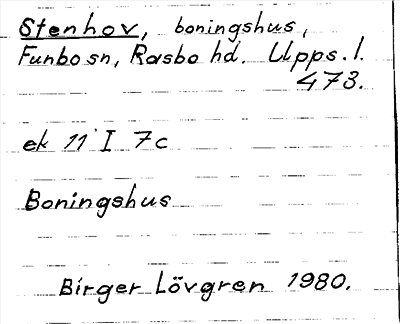 Stenhov, boningshus,
Funbo sn, Rasbo hd. Upps. l.
473.
ek 11 I 7c
Boningshus
Birger Lövgren 1980.